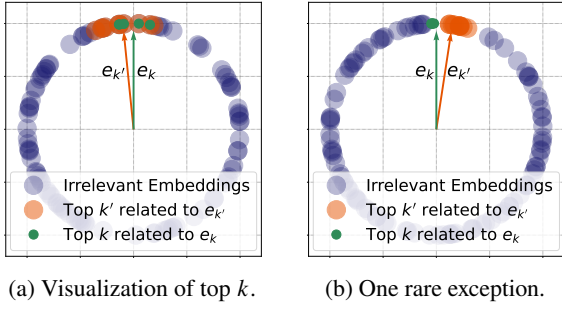 e_{k'} e_k
Irrelevant Embeddings
Top k' related to e_{k'}
Top k related to e_k
(a) Visualization of top k.
e_k e_{k'}
Irrelevant Embeddings
Top k' related to e_{k'}
Top k related to e_k
(b) One rare exception.